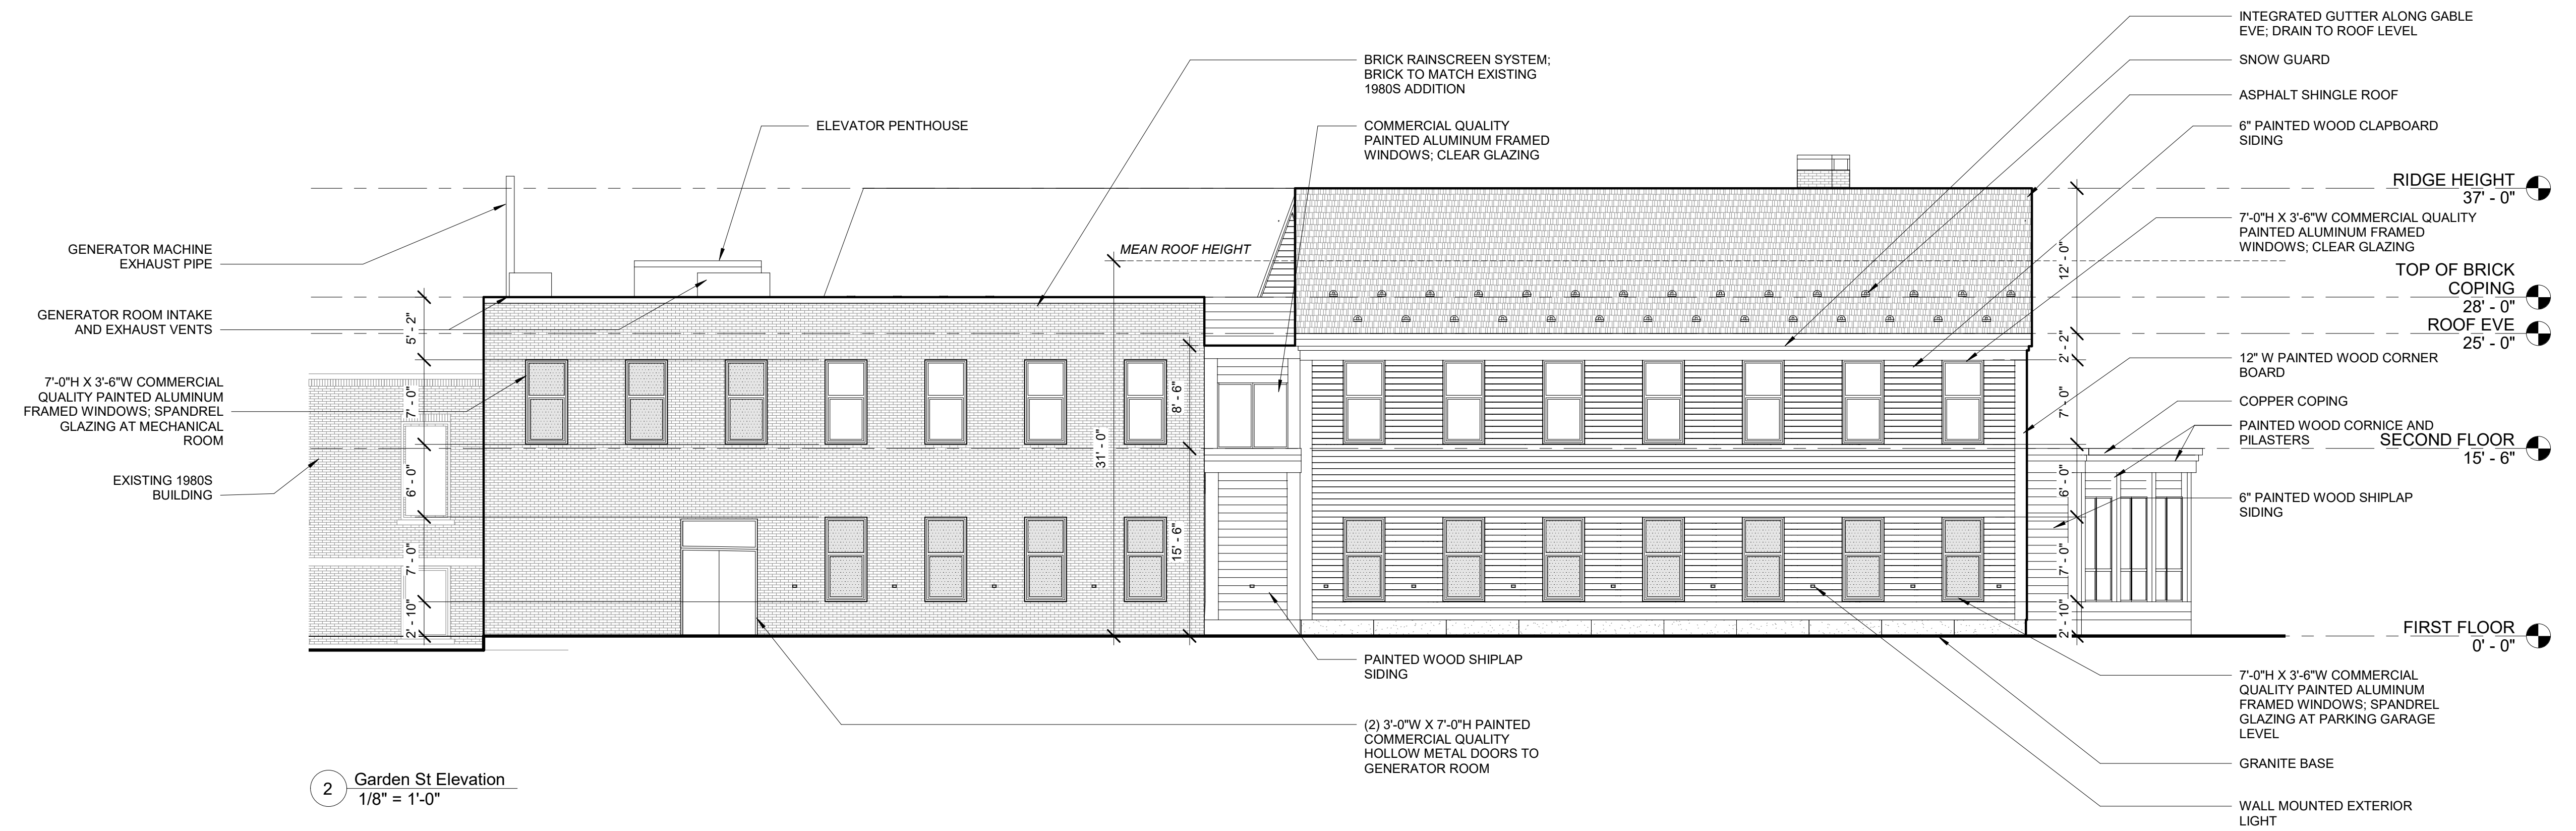 INTEGRATED GUTTER ALONG GABLE
EVE; DRAIN TO ROOF LEVEL
SNOW GUARD
ASPHALT SHINGLE ROOF
6" PAINTED WOOD CLAPBOARD
SIDING
BRICK RAINSCREEN SYSTEM;
BRICK TO MATCH EXISTING
1980S ADDITION
ELEVATOR PENTHOUSE
COMMERCIAL QUALITY
PAINTED ALUMINUM FRAMED
WINDOWS; CLEAR GLAZING
RIDGE HEIGHT
37' - 0"
7'-0"H X 3'-6"W COMMERCIAL QUALITY
PAINTED ALUMINUM FRAMED
WINDOWS; CLEAR GLAZING
GENERATOR MACHINE
EXHAUST PIPE
MEAN ROOF HEIGHT
12' - 0"
TOP OF BRICK
COPING
28' - 0"
GENERATOR ROOM INTAKE
AND EXHAUST VENTS
5' - 2"
ROOF EVE
25' - 0"
2' - 2"
12" W PAINTED WOOD CORNER
BOARD
7'-0"H X 3'-6"W COMMERCIAL
QUALITY PAINTED ALUMINUM
FRAMED WINDOWS; SPANDREL
GLAZING AT MECHANICAL
ROOM
7' - 0"
8' - 6"
7' - 0"
COPPER COPING
PAINTED WOOD CORNICE AND
PILASTERS
SECOND FLOOR
15' - 6"
31' - 0"
EXISTING 1980S
BUILDING
6' - 0"
6' - 0"
6" PAINTED WOOD SHIPLAP
SIDING
15' - 6"
7' - 0"
7' - 0"
2' - 10"
2' - 10"
FIRST FLOOR
0' - 0"
PAINTED WOOD SHIPLAP
SIDING
7'-0"H X 3'-6"W COMMERCIAL
QUALITY PAINTED ALUMINUM
FRAMED WINDOWS; SPANDREL
GLAZING AT PARKING GARAGE
LEVEL
(2) 3'-0"W X 7'-0"H PAINTED
COMMERCIAL QUALITY
HOLLOW METAL DOORS TO
GENERATOR ROOM
GRANITE BASE
WALL MOUNTED EXTERIOR
LIGHT
2
Garden St Elevation
1/8" = 1'-0"